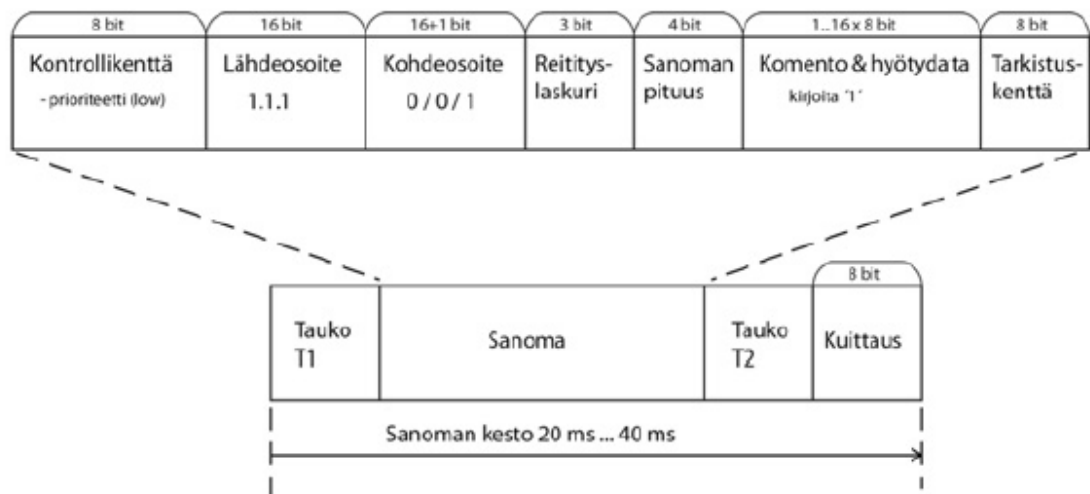 8 bit
16 bit
16+1 bit
3 bit
4 bit
1...16 x 8 bit
8 bit
Kontrollikenttä
- prioriteetti (low)
Lähdeosoite
1.1.1
Kohdeosoite
0 / 0 / 1
Reititys-
laskuri
Sanoman
pituus
Komento & hyötydata
kirjoita '1'
Tarkistus-
kenttä
8 bit
Tauko
T1
Sanoma
Tauko
T2
Kuittaus
Sanoman kesto 20 ms ... 40 ms